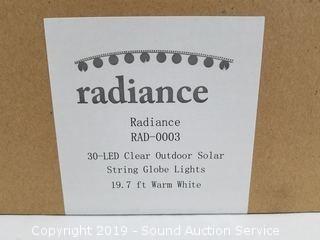 radiance
Radiance
RAD-0003
30-LED Clear Outdoor Solar
String Globe Lights
19.7 ft Warm White
Copyright 2019 - Sound Auction Service